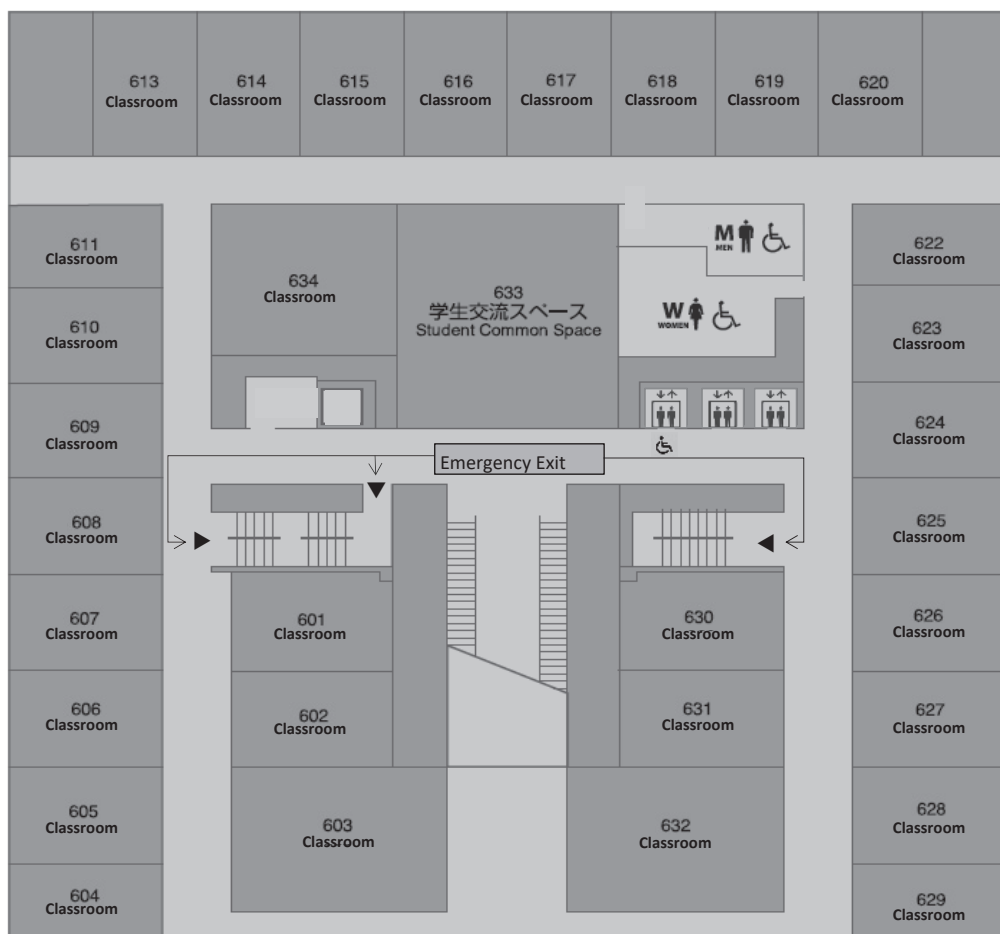 613
Classroom
614
Classroom
615
Classroom
616
Classroom
617
Classroom
618
Classroom
619
Classroom
620
Classroom
611
Classroom
610
Classroom
609
Classroom
608
Classroom
607
Classroom
606
Classroom
605
Classroom
604
Classroom
634
Classroom
633
学生交流スペース
Student Common Space
M
MEN
W
WOMEN
Emergency Exit
601
Classroom
602
Classroom
603
Classroom
630
Classroom
631
Classroom
632
Classroom
622
Classroom
623
Classroom
624
Classroom
625
Classroom
626
Classroom
627
Classroom
628
Classroom
629
Classroom